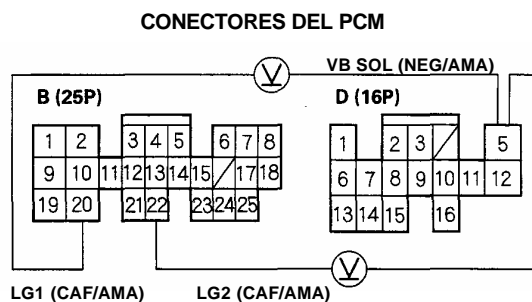 CONECTORES DEL PCM
VB SOL (NEG/AMA)
B (25P)
D (16P)
1 2 3 4 5 6 7 8
9 10 11 12 13 14 15 17 18
19 20 21 22 23 24 25
1 2 3 5
6 7 8 9 10 11 12
13 14 15 16
V
V
LG1 (CAF/AMA)
LG2 (CAF/AMA)